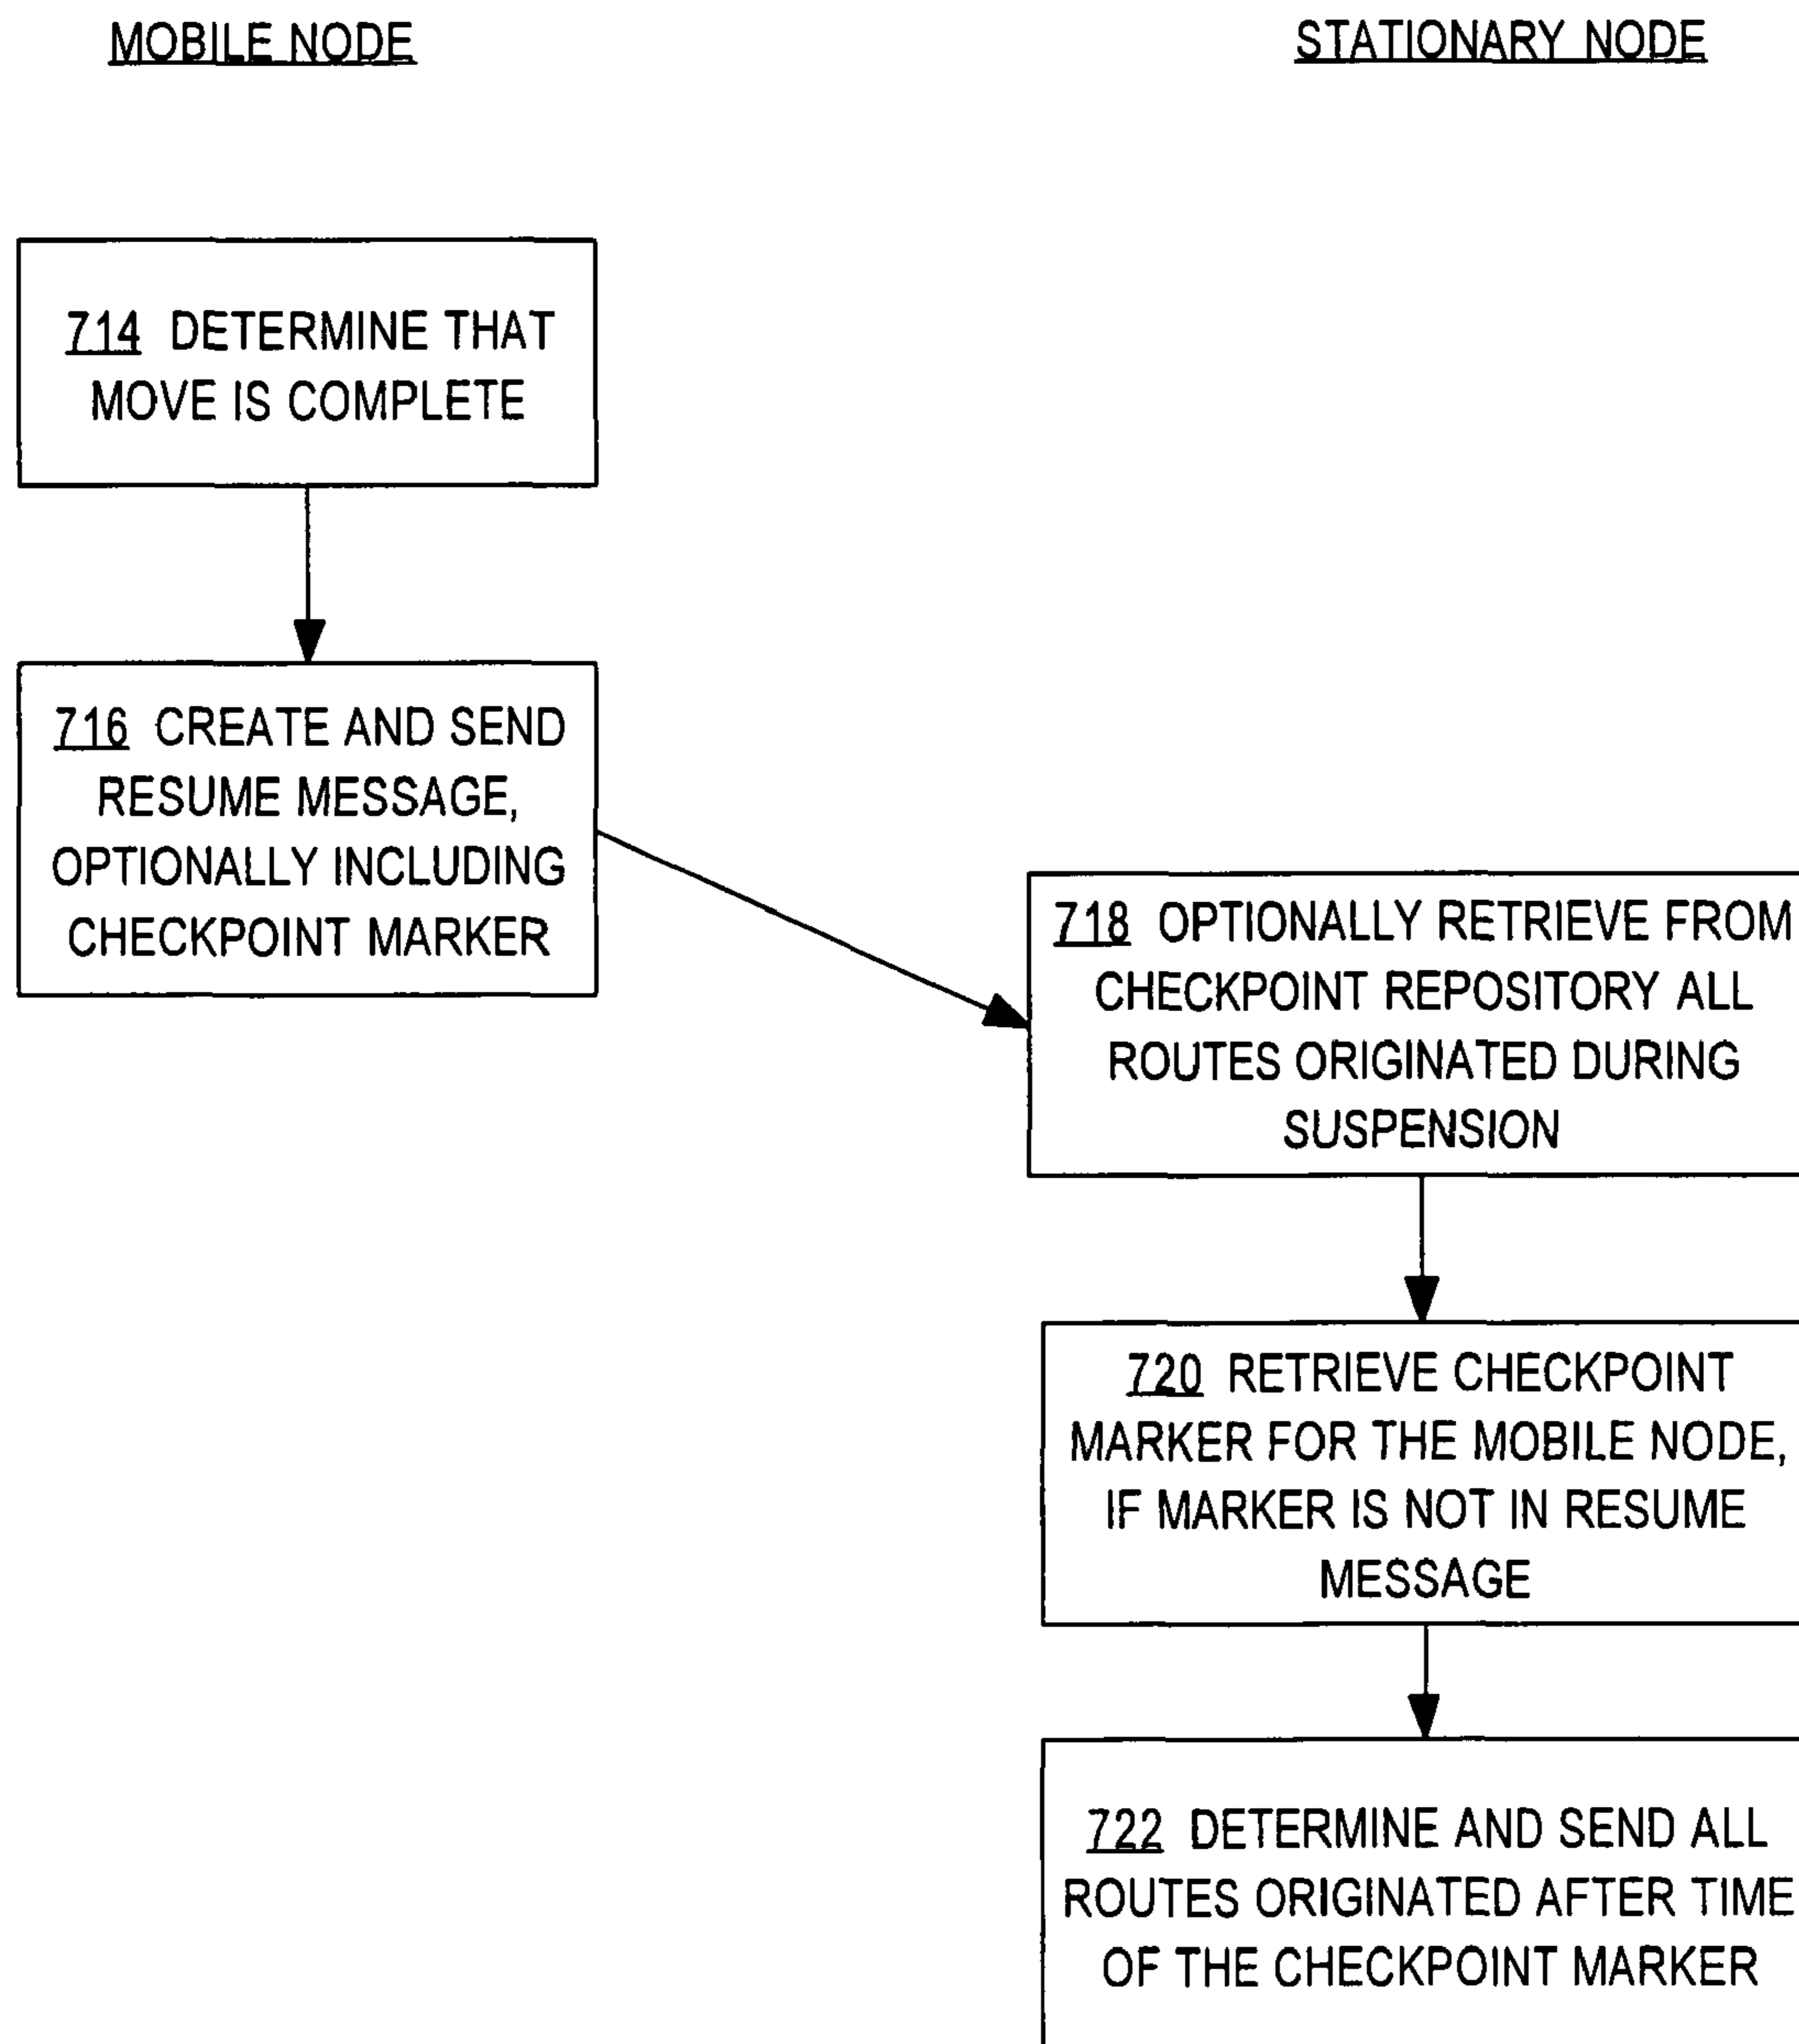 MOBILE NODE
STATIONARY NODE
714 DETERMINE THAT
MOVE IS COMPLETE
716 CREATE AND SEND
RESUME MESSAGE,
OPTIONALLY INCLUDING
CHECKPOINT MARKER
718 OPTIONALLY RETRIEVE FROM
CHECKPOINT REPOSITORY ALL
ROUTES ORIGINATED DURING
SUSPENSION
720 RETRIEVE CHECKPOINT
MARKER FOR THE MOBILE NODE,
IF MARKER IS NOT IN RESUME
MESSAGE
722 DETERMINE AND SEND ALL
ROUTES ORIGINATED AFTER TIME
OF THE CHECKPOINT MARKER